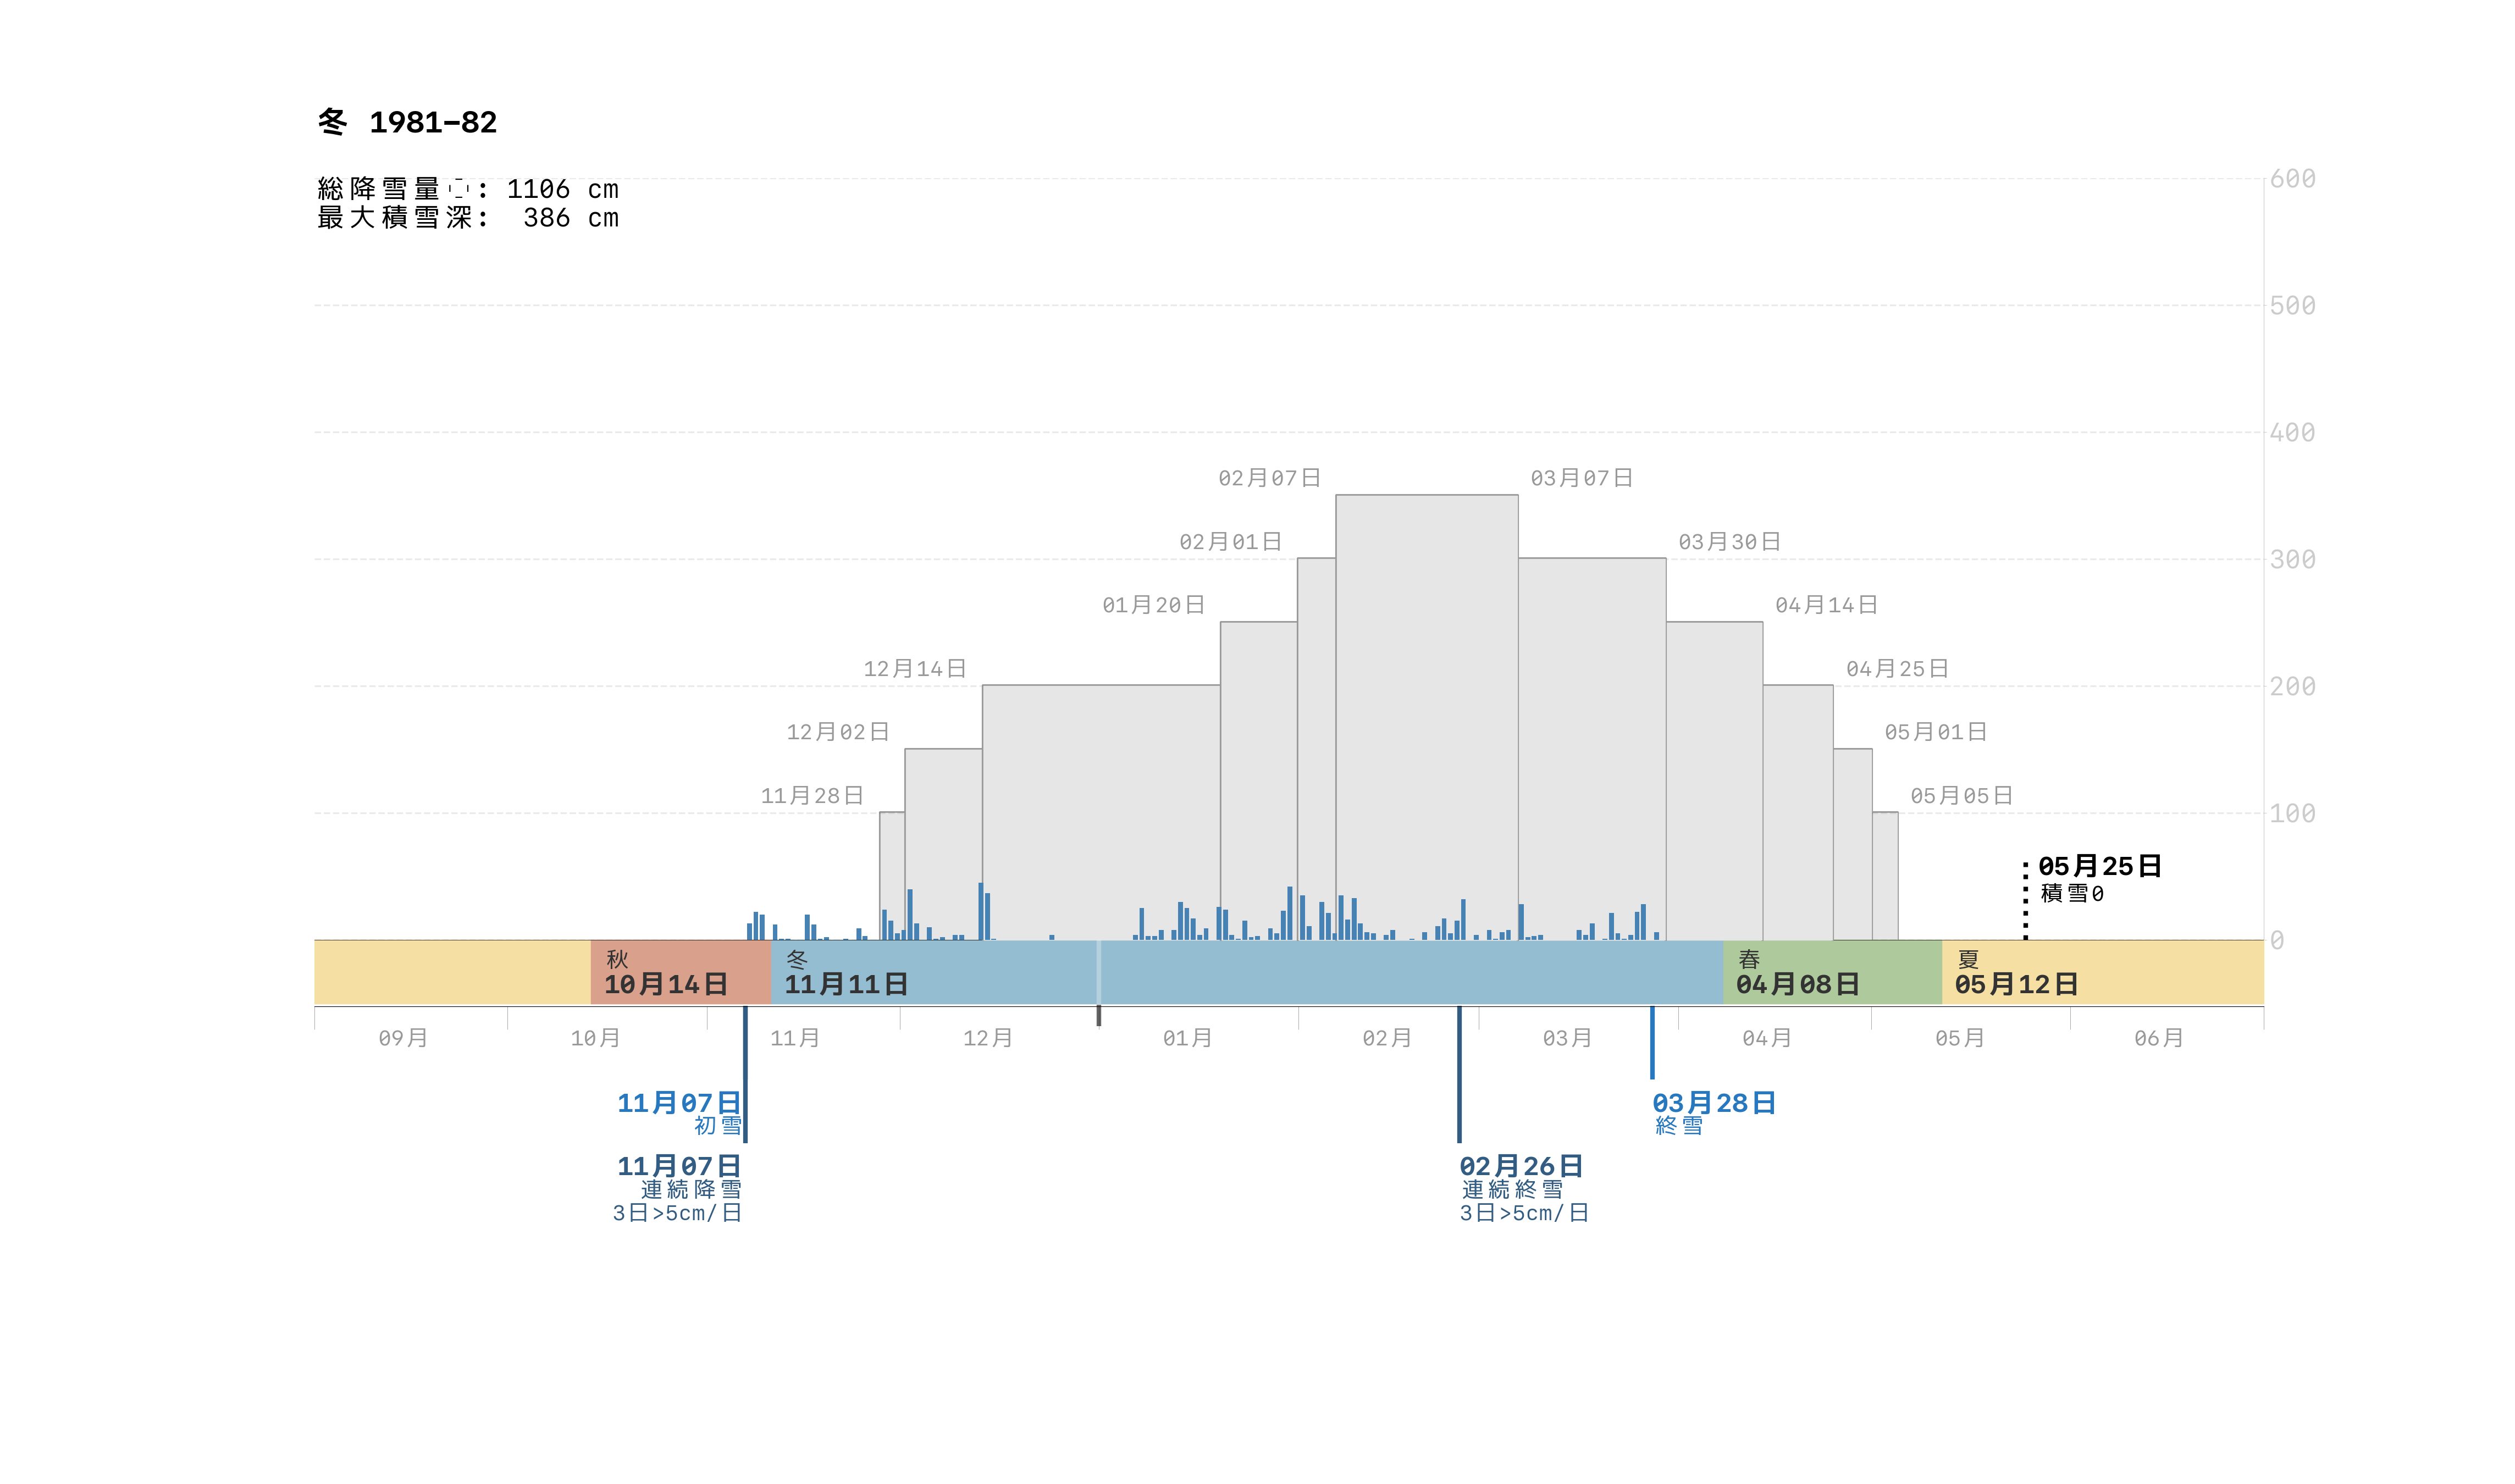 冬 1981–82
総降雪量 : 1106 cm
最大積雪深: 386 cm
600
500
400
300
200
100
0
02月07日
03月07日
02月01日
03月30日
01月20日
04月14日
12月14日
04月25日
12月02日
05月01日
11月28日
05月05日
05月25日
積雪0
秋
10月14日
冬
11月11日
春
04月08日
夏
05月12日
09月
10月
11月
12月
01月
02月
03月
04月
05月
06月
11月07日
初雪
03月28日
終雪
11月07日
連続降雪
3日>5cm/日
02月26日
連続終雪
3日>5cm/日